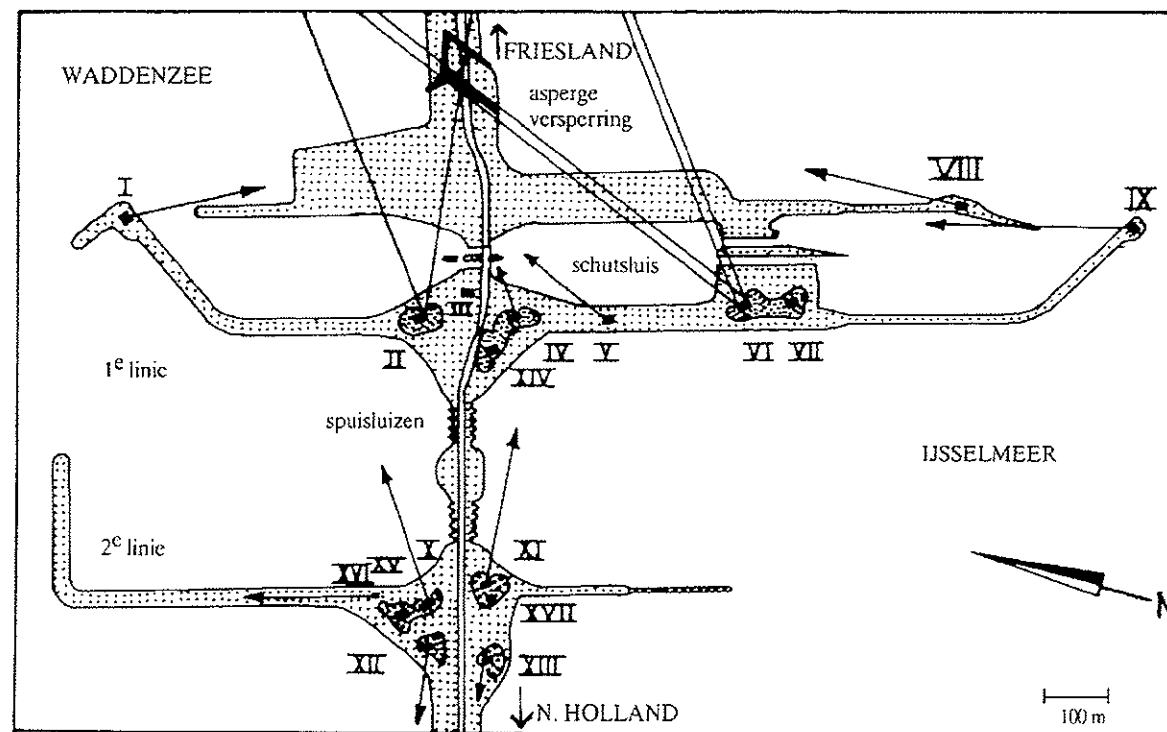 WADDENZEE
FRIESLAND
asperge
versperring
I
VIII
IX
schutsluis
III
II
IV
V
VI
VII
XIV
1e linie
spuisluizen
IJSSELMEER
2e linie
X
XI
XV
XVI
XVII
XII
XIII
N
N. HOLLAND
100 m